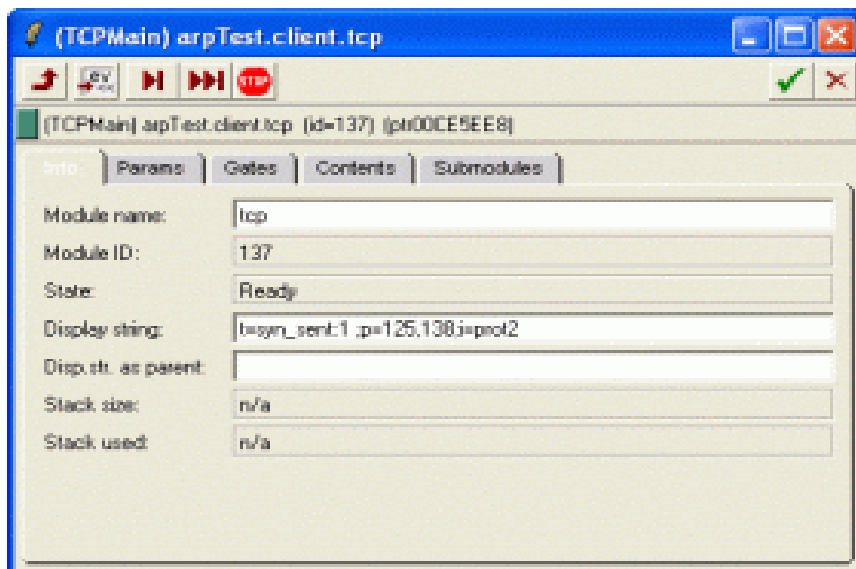 (TCPMain) arpTest.client.tcp
STOP
(TCPMain) arpTest.client.tcp (id=137) (ptr00CE5EE8)
Info Params Gates Contents Submodules
Module name: tcp
Module ID: 137
State: Ready
Display string: t=syn_sent:1 ;p=125,138;i=prot2
Disp.str. as parent:
Stack size: n/a
Stack used: n/a